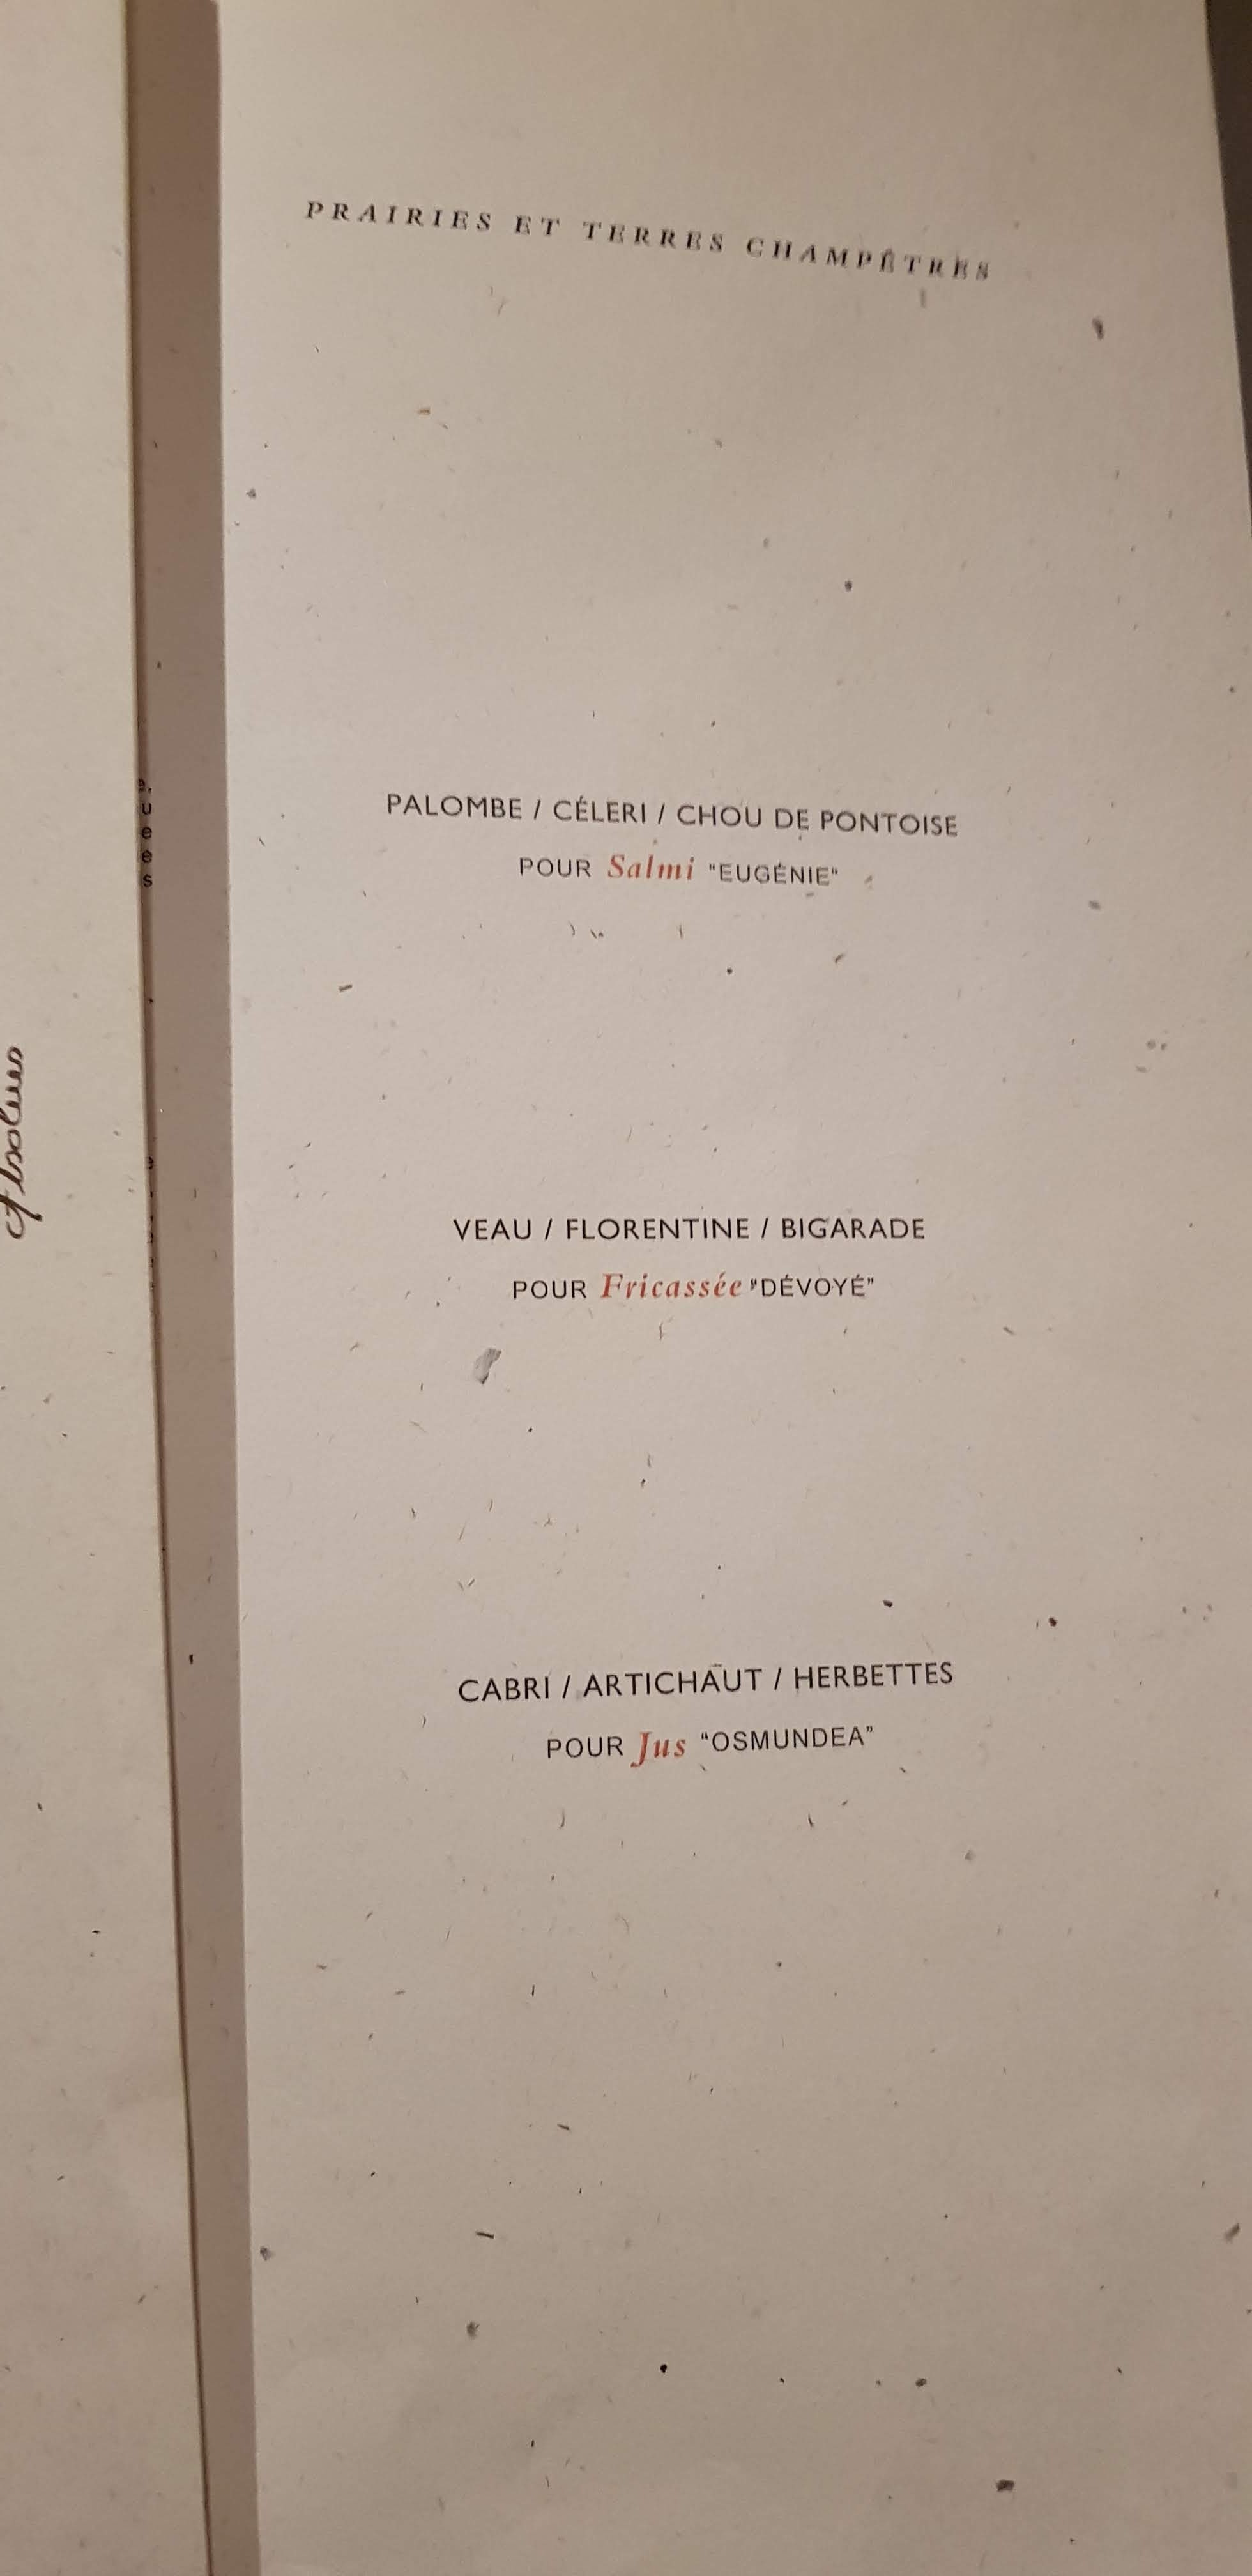 PRAIRIES ET TERRES CHAMPÊTRES
PALOMBE / CÉLERI / CHOU DE PONTOISE
POUR Salmi "EUGÉNIE"
VEAU / FLORENTINE / BIGARADE
POUR Fricassée "DÉVOYÉ"
CABRI / ARTICHAUT / HERBETTES
POUR Jus "OSMUNDEA"